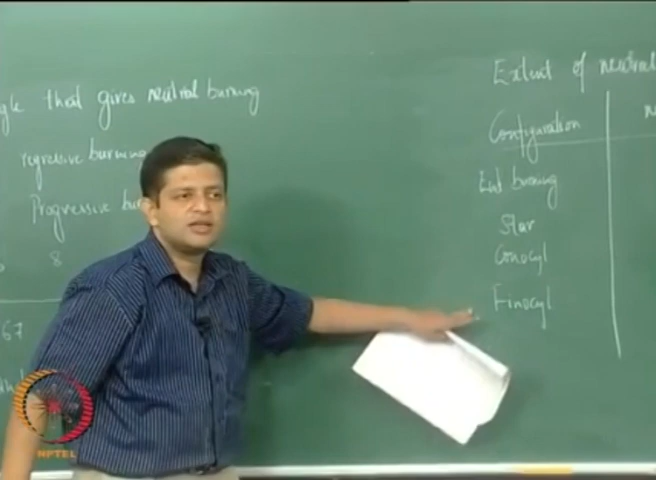 that gives neutral burning
regressive burning
Progressive
8
67
Extent of neutral
Configuration
End burning
Star
Conocyl
Finocyl
NPTEL